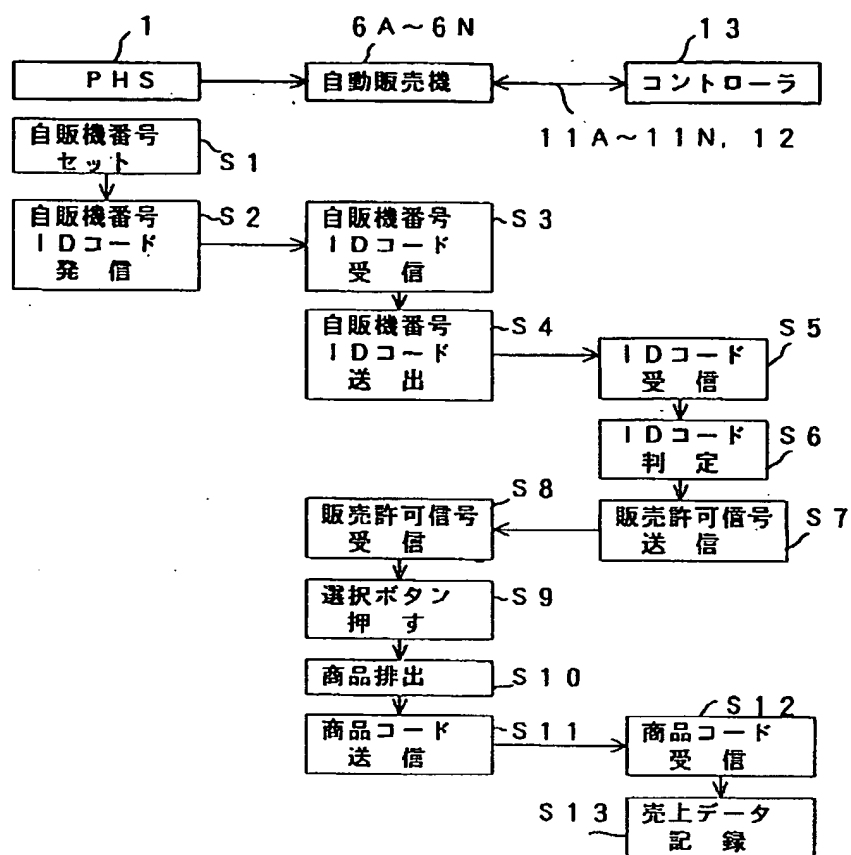 1
6A〜6N
13
PHS
自動販売機
コントローラ
11A〜11N, 12
自販機番号
セット
S1
自販機番号
IDコード
発信
S2
自販機番号
IDコード
受信
S3
自販機番号
IDコード
送出
S4
IDコード
受信
S5
IDコード
判定
S6
販売許可信号
送信
S7
販売許可信号
受信
S8
選択ボタン
押す
S9
商品排出
S10
商品コード
送信
S11
商品コード
受信
S12
売上データ
記録
S13